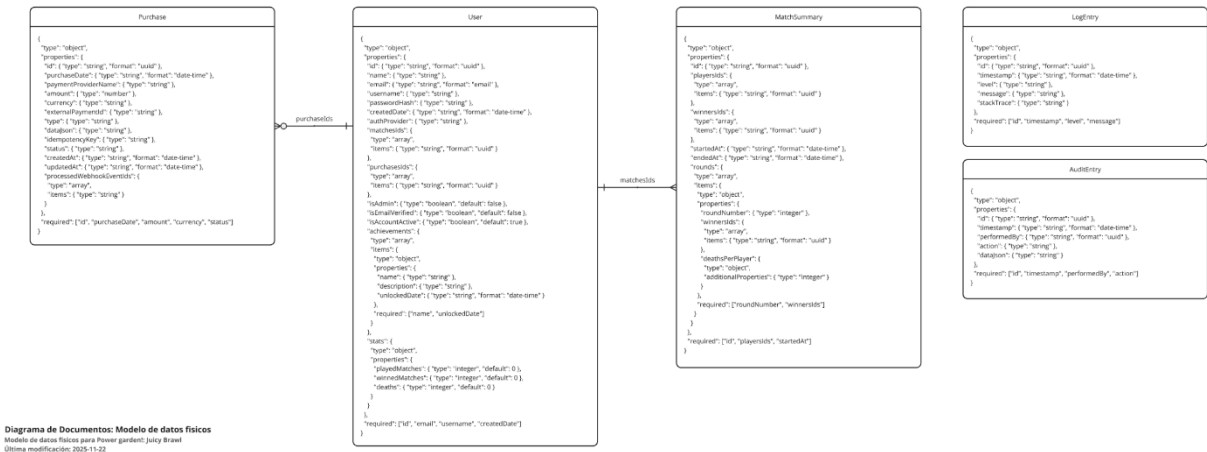 Purchase
{
"type": "object",
"properties": {
"id": { "type": "string", "format": "uuid" },
"purchaseDate": { "type": "string", "format": "date-time" },
"paymentProviderName": { "type": "string" },
"amount": { "type": "number" },
"currency": { "type": "string" },
"externalPaymentId": { "type": "string" },
"type": { "type": "string" },
"dataJson": { "type": "string" },
"idempotencyKey": { "type": "string" },
"status": { "type": "string" },
"createdAt": { "type": "string", "format": "date-time" },
"updatedAt": { "type": "string", "format": "date-time" },
"processedWebhookEventIds": {
"type": "array",
"items": { "type": "string" }
}
},
"required": ["id", "purchaseDate", "amount", "currency", "status"]
}
purchaseIds
User
{
"type": "object",
"properties": {
"id": { "type": "string", "format": "uuid" },
"name": { "type": "string" },
"email": { "type": "string", "format": "email" },
"username": { "type": "string" },
"passwordHash": { "type": "string" },
"createdDate": { "type": "string", "format": "date-time" },
"authProvider": { "type": "string" },
"matchesIds": {
"type": "array",
"items": { "type": "string", "format": "uuid" }
},
"purchasesIds": {
"type": "array",
"items": { "type": "string", "format": "uuid" }
},
"isAdmin": { "type": "boolean", "default": false },
"isEmailVerified": { "type": "boolean", "default": false },
"isAccountActive": { "type": "boolean", "default": true },
"achievements": {
"type": "array",
"items": {
"type": "object",
"properties": {
"name": { "type": "string" },
"description": { "type": "string" },
"unlockedDate": { "type": "string", "format": "date-time" }
},
"required": ["name", "unlockedDate"]
}
},
"stats": {
"type": "object",
"properties": {
"playedMatches": { "type": "integer", "default": 0 },
"winnedMatches": { "type": "integer", "default": 0 },
"deaths": { "type": "integer", "default": 0 }
}
}
},
"required": ["id", "email", "username", "createdDate"]
}
matchesIds
MatchSummary
{
"type": "object",
"properties": {
"id": { "type": "string", "format": "uuid" },
"playersIds": {
"type": "array",
"items": { "type": "string", "format": "uuid" }
},
"winnersIds": {
"type": "array",
"items": { "type": "string", "format": "uuid" }
},
"startedAt": { "type": "string", "format": "date-time" },
"endedAt": { "type": "string", "format": "date-time" },
"rounds": {
"type": "array",
"items": {
"type": "object",
"properties": {
"roundNumber": { "type": "integer" },
"winnersIds": {
"type": "array",
"items": { "type": "string", "format": "uuid" }
},
"deathsPerPlayer": {
"type": "object",
"additionalProperties": { "type": "integer" }
}
},
"required": ["roundNumber", "winnersIds"]
}
}
},
"required": ["id", "playersIds", "startedAt"]
}
LogEntry
{
"type": "object",
"properties": {
"id": { "type": "string", "format": "uuid" },
"timestamp": { "type": "string", "format": "date-time" },
"level": { "type": "string" },
"message": { "type": "string" },
"stackTrace": { "type": "string" }
},
"required": ["id", "timestamp", "level", "message"]
}
AuditEntry
{
"type": "object",
"properties": {
"id": { "type": "string", "format": "uuid" },
"timestamp": { "type": "string", "format": "date-time" },
"performedBy": { "type": "string", "format": "uuid" },
"action": { "type": "string" },
"dataJson": { "type": "string" }
},
"required": ["id", "timestamp", "performedBy", "action"]
}
Diagrama de Documentos: Modelo de datos físicos
Modelo de datos físicos para Power garden!: Juicy Brawl
Última modificación: 2025-11-22